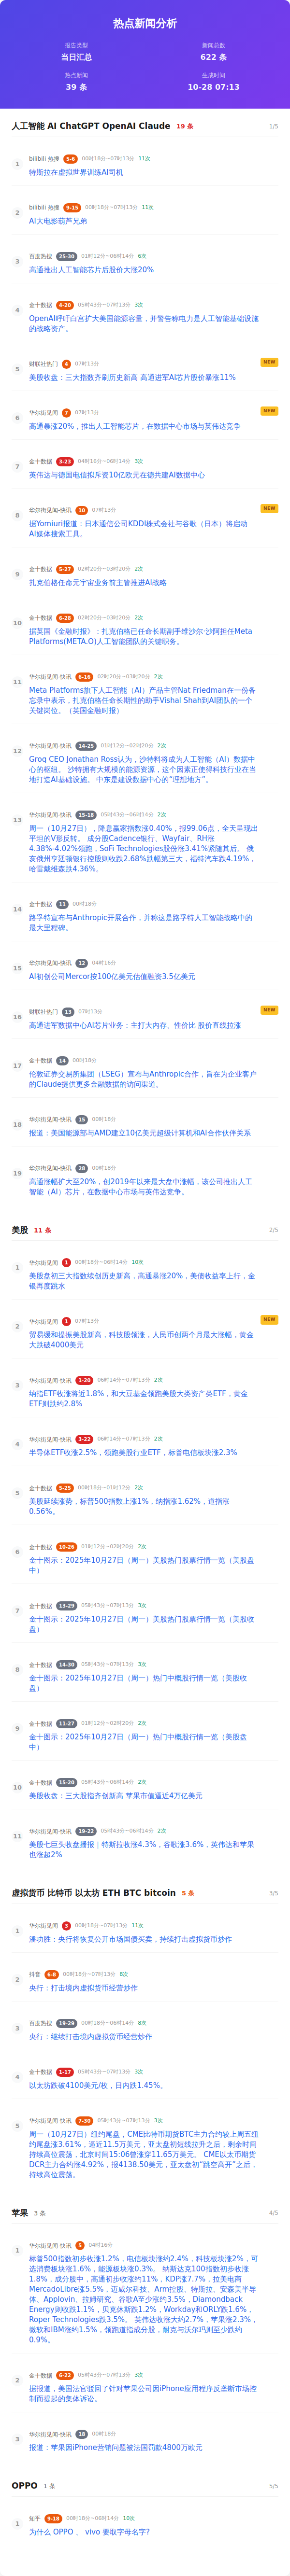 热点新闻分析
报告类型
当日汇总
新闻总数
622 条
热点新闻
39 条
生成时间
10-28 07:13
人工智能 AI ChatGPT OpenAI Claude 19 条 1/5
1
bilibili 热搜 5-6 00时18分~07时13分 11次
特斯拉在虚拟世界训练AI司机
2
bilibili 热搜 9-15 00时18分~07时13分 11次
AI大电影葫芦兄弟
3
百度热搜 25-30 01时12分~06时14分 6次
高通推出人工智能芯片后股价大涨20%
4
金十数据 4-20 05时43分~07时13分 3次
OpenAI呼吁白宫扩大美国能源容量，并警告称电力是人工智能基础设施
的战略资产。
5
财联社热门 4 07时13分 NEW
美股收盘：三大指数齐刷历史新高 高通进军AI芯片股价暴涨11%
6
华尔街见闻 7 07时13分 NEW
高通暴涨20%，推出人工智能芯片，在数据中心市场与英伟达竞争
7
金十数据 3-23 04时16分~06时14分 3次
英伟达与德国电信拟斥资10亿欧元在德共建AI数据中心
8
华尔街见闻-快讯 10 07时13分 NEW
据Yomiuri报道：日本通信公司KDDI株式会社与谷歌（日本）将启动
AI媒体搜索工具。
9
金十数据 5-27 02时20分~03时20分 2次
扎克伯格任命元宇宙业务前主管推进AI战略
10
金十数据 6-28 02时20分~03时20分 2次
据英国《金融时报》：扎克伯格已任命长期副手维沙尔·沙阿担任Meta
Platforms(META.O)人工智能团队的关键职务。
11
华尔街见闻-快讯 6-16 02时20分~03时20分 2次
Meta Platforms旗下人工智能（AI）产品主管Nat Friedman在一份备
忘录中表示，扎克伯格任命长期性的助手Vishal Shah到AI团队的一个
关键岗位。（英国金融时报）
12
华尔街见闻-快讯 14-25 01时12分~02时20分 2次
Groq CEO Jonathan Ross认为，沙特料将成为人工智能（AI）数据中
心的枢纽。 沙特拥有大规模的能源资源，这个因素正使得科技行业在当
地打造AI基础设施。 中东是建设数据中心的“理想地方”。
13
华尔街见闻-快讯 15-18 05时43分~06时14分 2次
周一（10月27日），降息赢家指数涨0.40%，报99.06点，全天呈现出
平坦的V形反转。 成分股Cadence银行、Wayfair、RH涨
4.38%-4.02%领跑，SoFi Technologies股份涨3.41%紧随其后。 俄
亥俄州亨廷顿银行控股则收跌2.68%跌幅第三大，福特汽车跌4.19%，
哈雷戴维森跌4.36%。
14
金十数据 11 00时18分
路孚特宣布与Anthropic开展合作，并称这是路孚特人工智能战略中的
最大里程碑。
15
华尔街见闻-快讯 12 04时16分
AI初创公司Mercor按100亿美元估值融资3.5亿美元
16
财联社热门 13 07时13分 NEW
高通进军数据中心AI芯片业务：主打大内存、性价比 股价直线拉涨
17
金十数据 14 00时18分
伦敦证券交易所集团（LSEG）宣布与Anthropic合作，旨在为企业客户
的Claude提供更多金融数据的访问渠道。
18
华尔街见闻-快讯 15 00时18分
报道：美国能源部与AMD建立10亿美元超级计算机和AI合作伙伴关系
19
华尔街见闻-快讯 28 00时18分
高通涨幅扩大至20%，创2019年以来最大盘中涨幅，该公司推出人工
智能（AI）芯片，在数据中心市场与英伟达竞争。
美股 11 条 2/5
1
华尔街见闻 1 00时18分~06时14分 10次
美股盘初三大指数续创历史新高，高通暴涨20%，美债收益率上行，金
银再度跳水
2
华尔街见闻 1 07时13分 NEW
贸易缓和提振美股新高，科技股领涨，人民币创两个月最大涨幅，黄金
大跌破4000美元
3
华尔街见闻-快讯 1-20 06时14分~07时13分 2次
纳指ETF收涨将近1.8%，和大豆基金领跑美股大类资产类ETF，黄金
ETF则跌约2.8%
4
华尔街见闻-快讯 3-22 06时14分~07时13分 2次
半导体ETF收涨2.5%，领跑美股行业ETF，标普电信板块涨2.3%
5
金十数据 5-25 00时18分~01时12分 2次
美股延续涨势，标普500指数上涨1%，纳指涨1.62%，道指涨
0.56%。
6
金十数据 10-26 01时12分~02时20分 2次
金十图示：2025年10月27日（周一）美股热门股票行情一览（美股盘
中）
7
金十数据 13-29 05时43分~07时13分 3次
金十图示：2025年10月27日（周一）美股热门股票行情一览（美股收
盘）
8
金十数据 14-30 05时43分~07时13分 3次
金十图示：2025年10月27日（周一）热门中概股行情一览（美股收
盘）
9
金十数据 11-27 01时12分~02时20分 2次
金十图示：2025年10月27日（周一）热门中概股行情一览（美股盘
中）
10
金十数据 15-20 05时43分~06时14分 2次
美股收盘：三大股指齐创新高 苹果市值逼近4万亿美元
11
华尔街见闻-快讯 19-22 05时43分~06时14分 2次
美股七巨头收盘播报｜特斯拉收涨4.3%，谷歌涨3.6%，英伟达和苹果
也涨超2%
虚拟货币 比特币 以太坊 ETH BTC bitcoin 5 条 3/5
1
华尔街见闻 3 00时18分~07时13分 11次
潘功胜：央行将恢复公开市场国债买卖，持续打击虚拟货币炒作
2
抖音 6-8 00时18分~07时13分 8次
央行：打击境内虚拟货币经营炒作
3
百度热搜 19-29 00时18分~06时14分 8次
央行：继续打击境内虚拟货币经营炒作
4
金十数据 1-17 05时43分~07时13分 3次
以太坊跌破4100美元/枚，日内跌1.45%。
5
华尔街见闻-快讯 7-30 05时43分~07时13分 3次
周一（10月27日）纽约尾盘，CME比特币期货BTC主力合约较上周五纽
约尾盘涨3.61%，逼近11.5万美元，亚太盘初短线拉升之后，剩余时间
持续高位震荡，北京时间15:06曾涨穿11.65万美元。 CME以太币期货
DCR主力合约涨4.92%，报4138.50美元，亚太盘初“跳空高开”之后，
持续高位震荡。
苹果 3 条 4/5
1
华尔街见闻-快讯 5 04时16分
标普500指数初步收涨1.2%，电信板块涨约2.4%，科技板块涨2%，可
选消费板块涨1.6%，能源板块涨0.3%。 纳斯达克100指数初步收涨
1.8%，成分股中，高通初步收涨约11%，KDP涨7.7%，拉美电商
MercadoLibre涨5.5%，迈威尔科技、Arm控股、特斯拉、安森美半导
体、Applovin、拉姆研究、谷歌A至少涨约3.5%，Diamondback
Energy则收跌1.1%，贝克休斯跌1.2%，Workday和ORLY跌1.6%，
Roper Technologies跌3.5%。 英伟达收涨大约2.7%，苹果涨2.3%，
微软和IBM涨约1.5%，领跑道指成分股，耐克与沃尔玛则至少跌约
0.9%。
2
金十数据 6-22 05时43分~07时13分 3次
据报道，美国法官驳回了针对苹果公司因iPhone应用程序反垄断市场控
制而提起的集体诉讼。
3
华尔街见闻-快讯 18 00时18分
报道：苹果因iPhone营销问题被法国罚款4800万欧元
OPPO 1 条 5/5
1
知乎 9-18 00时18分~06时14分 10次
为什么 OPPO 、 vivo 要取字母名字?